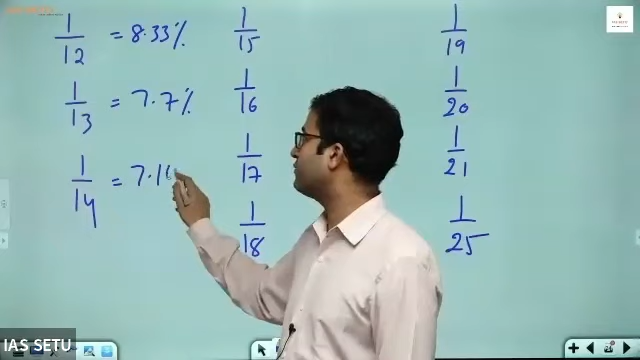 1/12 = 8.33% 1/15 1/19
1/13 = 7.7% 1/16 1/20
1/14 = 7.1 1/17 1/21
1/18 1/25
IAS SETU